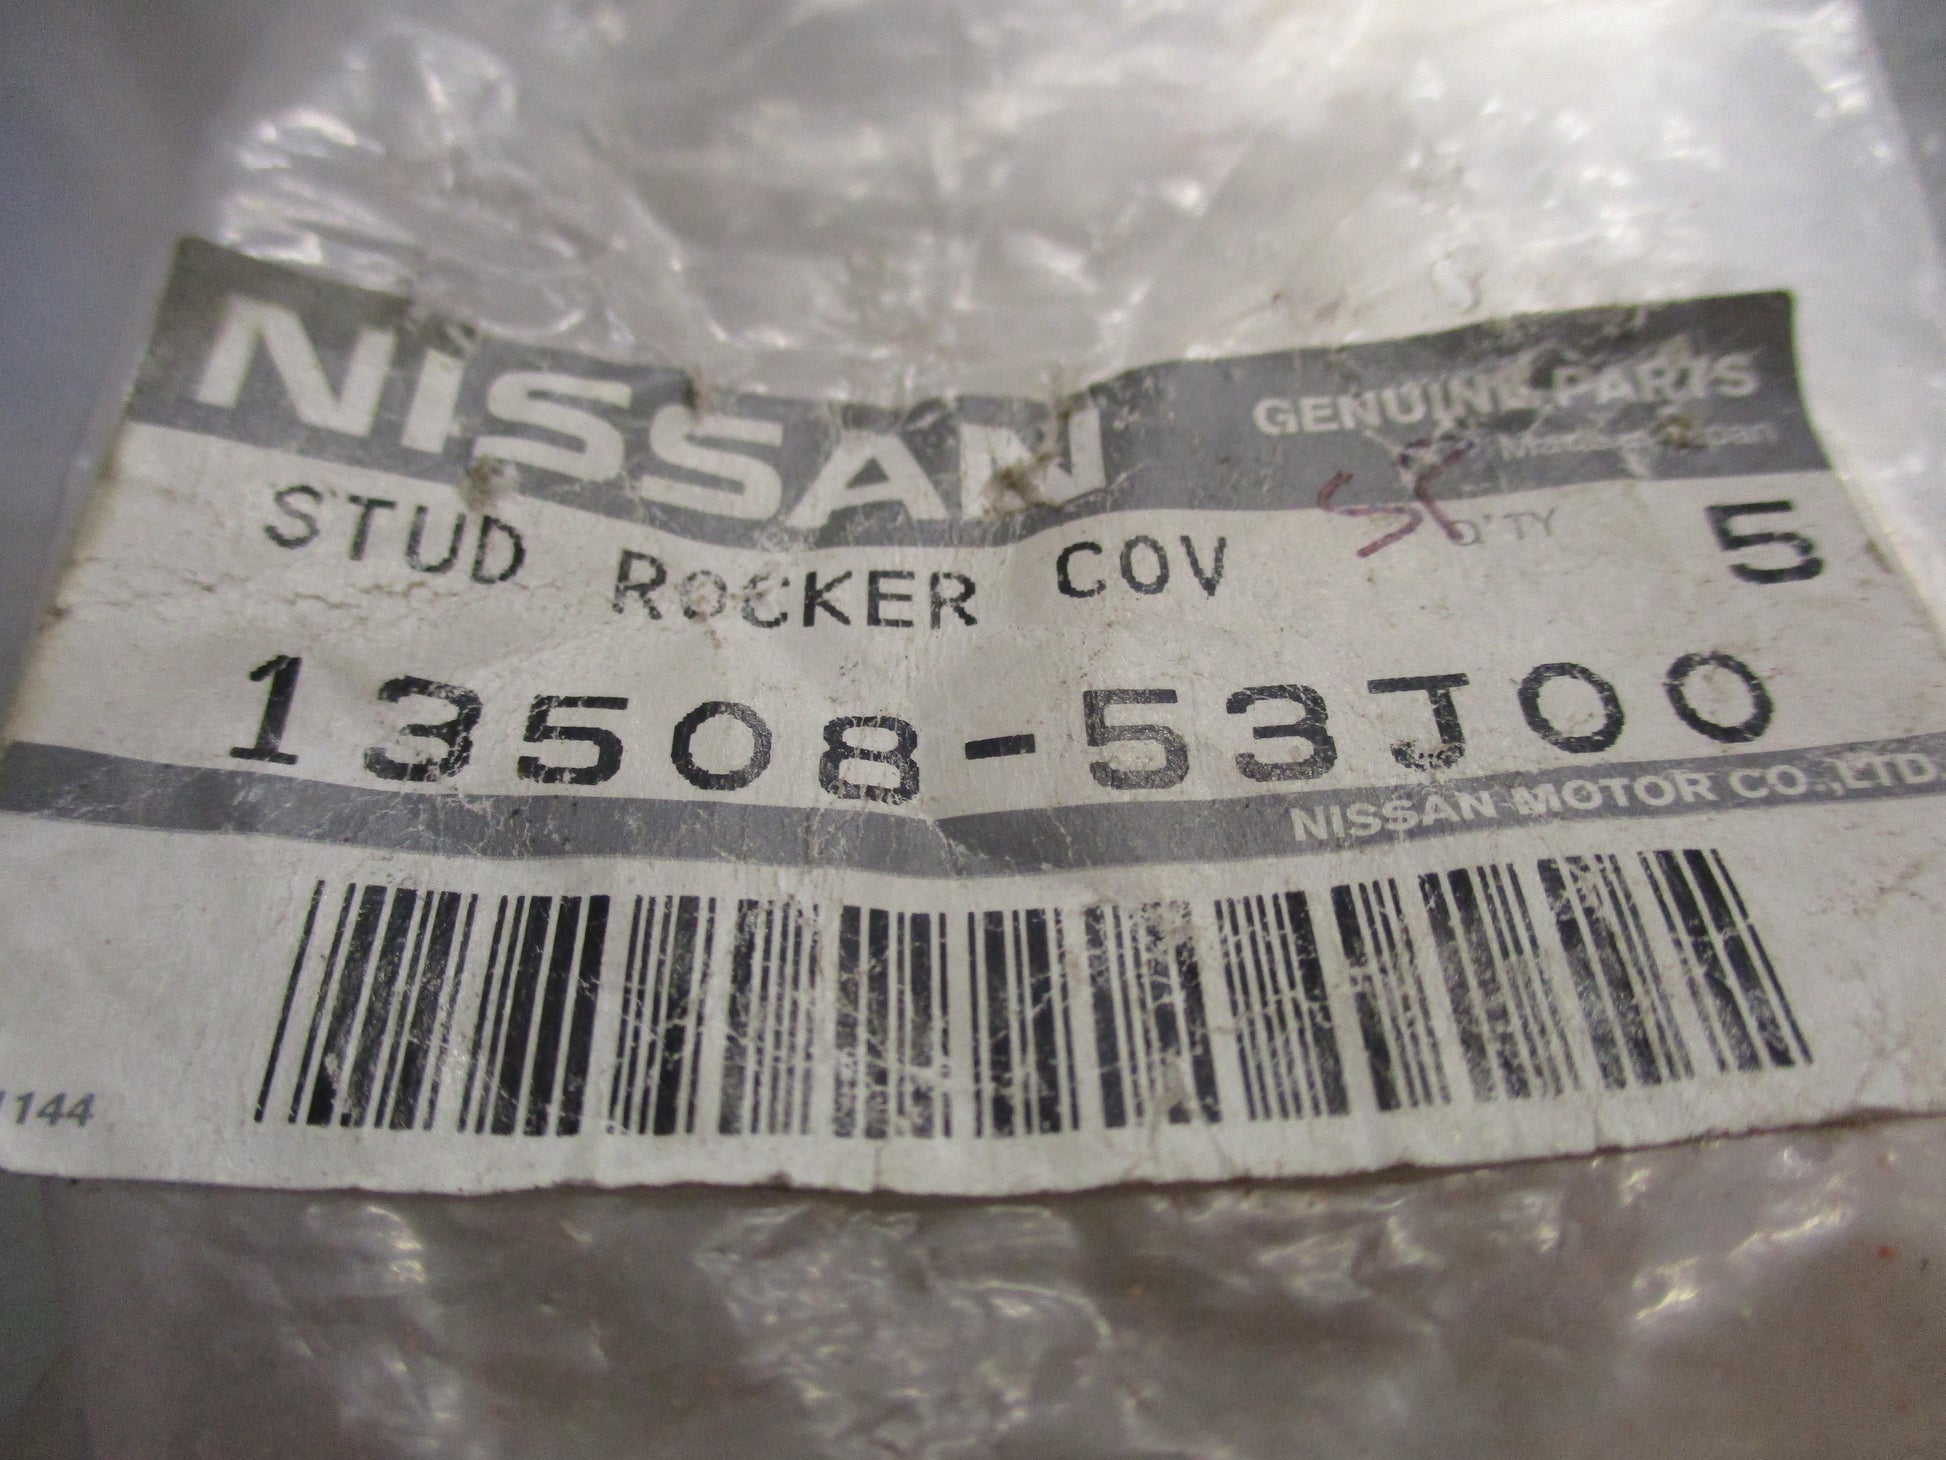 NISSAN
GENUINE PARTS
STUD ROCKER COV
Q'TY 5
13508-53J00
NISSAN MOTOR CO.,LTD.
1144